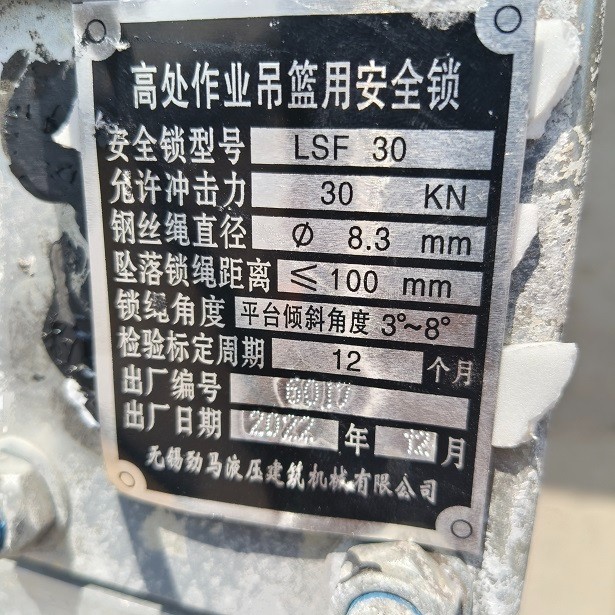 高处作业吊篮用安全锁
安全锁型号 LSF 30
允许冲击力 30 KN
钢丝绳直径 Φ 8.3 mm
坠落锁绳距离 ≤100 mm
锁绳角度 平台倾斜角度 3°~8°
检验标定周期 12 个月
出厂编号
出厂日期 2022 年 12 月
无锡劲马液压建筑机械有限公司